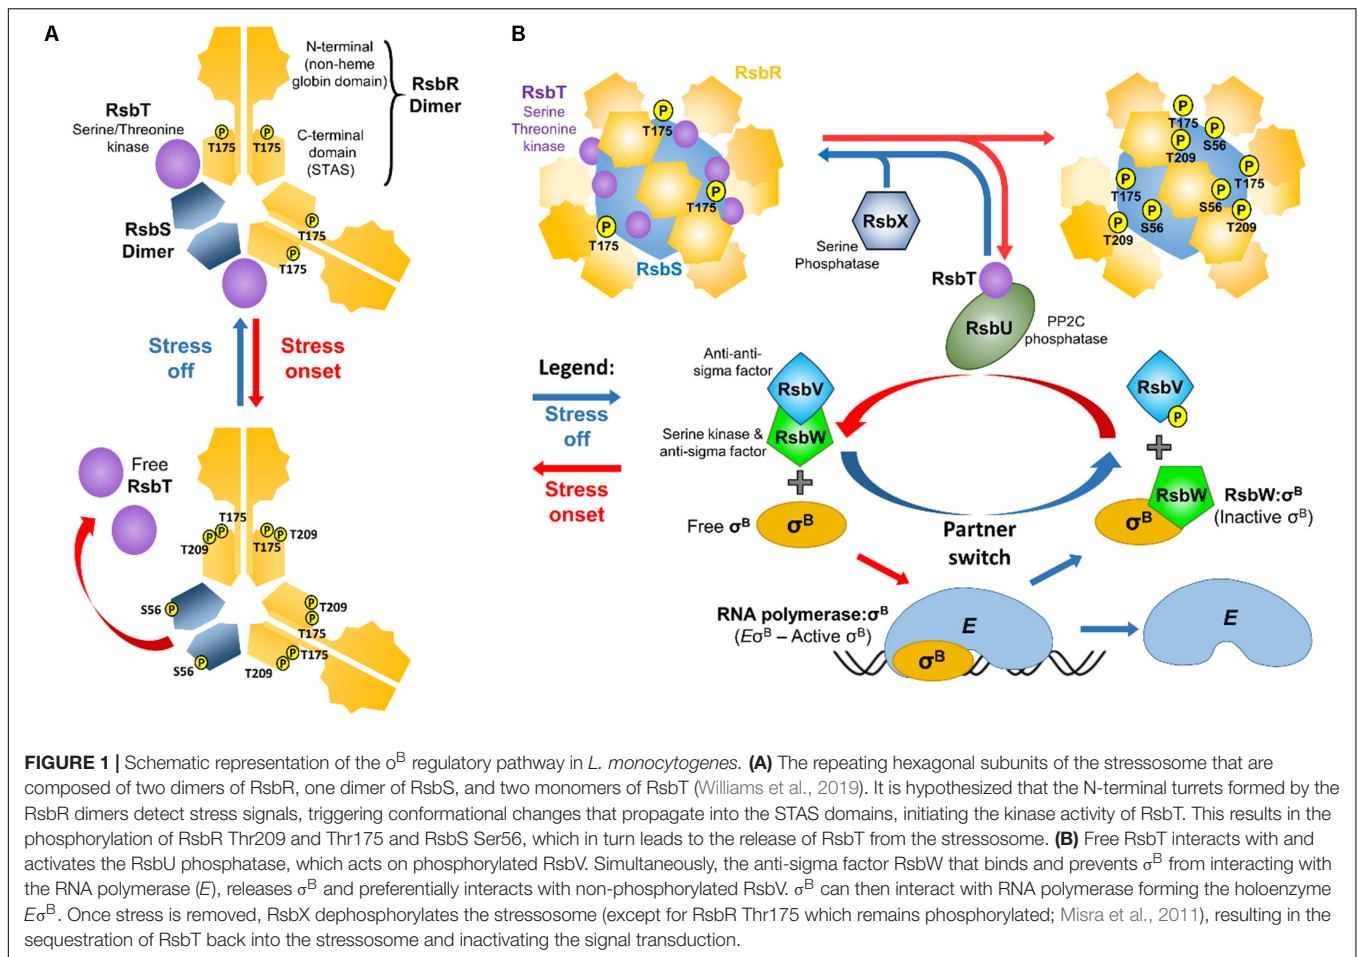 A
N-terminal
(non-heme
globin domain)
RsbR
Dimer
C-terminal
domain
(STAS)
RsbT
Serine/Threonine
kinase
P
T175
P
T175
RsbS
Dimer
P
T175
P
T175
Stress
off
Stress
onset
Free
RsbT
T175
P
P
T209
P
P
T209
T175
S56
P
P
T209
P
T175
P
S56
P
T175
P
T209
B
RsbR
RsbT
Serine
Threonine
kinase
P
T175
P
T175
P
T175
RsbS
RsbX
Serine
Phosphatase
P
T175
P
S56
P
T209
P
T175
P
T175
P
S56
P
S56
P
T209
P
T209
RsbT
RsbU
PP2C
phosphatase
Legend:
Stress
off
Stress
onset
Anti-anti-
sigma factor
RsbV
Serine kinase &
anti-sigma factor
RsbW
Free σB
σB
Partner
switch
RsbV
P
RsbW
σB
RsbW:σB
(Inactive σB)
RNA polymerase:σB
(EσB – Active σB)
E
σB
E
FIGURE 1 | Schematic representation of the σB regulatory pathway in L. monocytogenes. (A) The repeating hexagonal subunits of the stressosome that are
composed of two dimers of RsbR, one dimer of RsbS, and two monomers of RsbT (Williams et al., 2019). It is hypothesized that the N-terminal turrets formed by the
RsbR dimers detect stress signals, triggering conformational changes that propagate into the STAS domains, initiating the kinase activity of RsbT. This results in the
phosphorylation of RsbR Thr209 and Thr175 and RsbS Ser56, which in turn leads to the release of RsbT from the stressosome. (B) Free RsbT interacts with and
activates the RsbU phosphatase, which acts on phosphorylated RsbV. Simultaneously, the anti-sigma factor RsbW that binds and prevents σB from interacting with
the RNA polymerase (E), releases σB and preferentially interacts with non-phosphorylated RsbV. σB can then interact with RNA polymerase forming the holoenzyme
EσB. Once stress is removed, RsbX dephosphorylates the stressosome (except for RsbR Thr175 which remains phosphorylated; Misra et al., 2011), resulting in the
sequestration of RsbT back into the stressosome and inactivating the signal transduction.